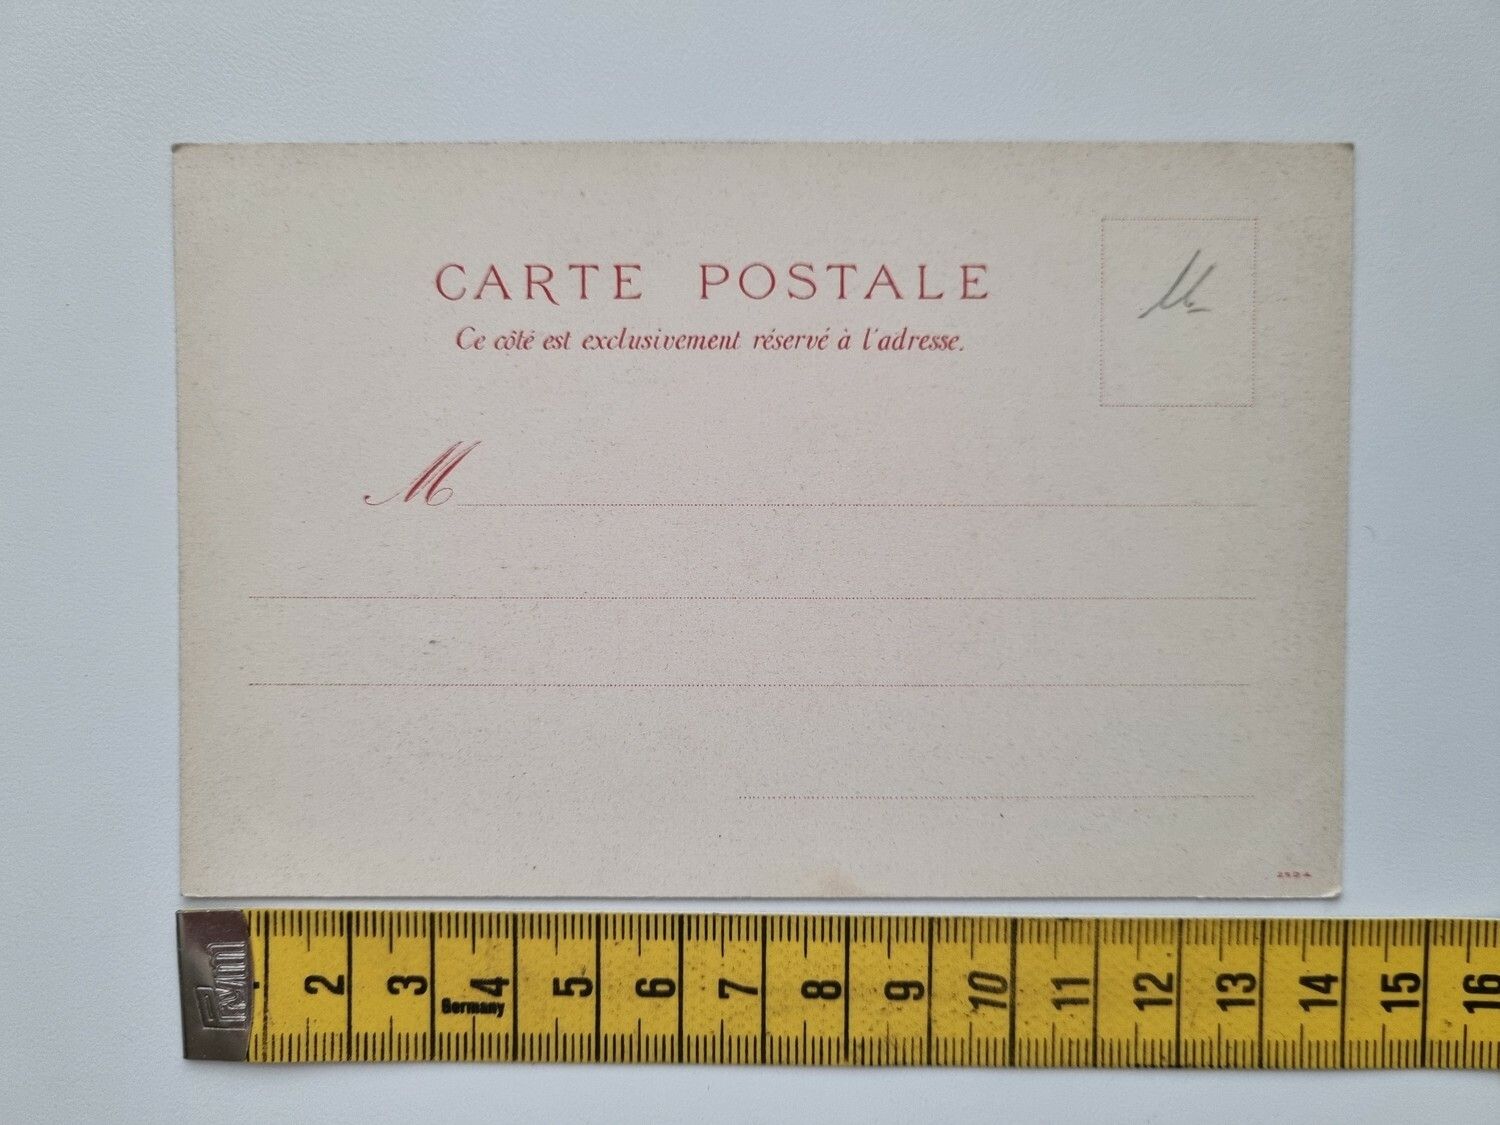 CARTE POSTALE
Ce côté est exclusivement réservé à l'adresse.
M
Prym
2 3 4 5 6 7 8 9 10 11 12 13 14 15 16
Germany